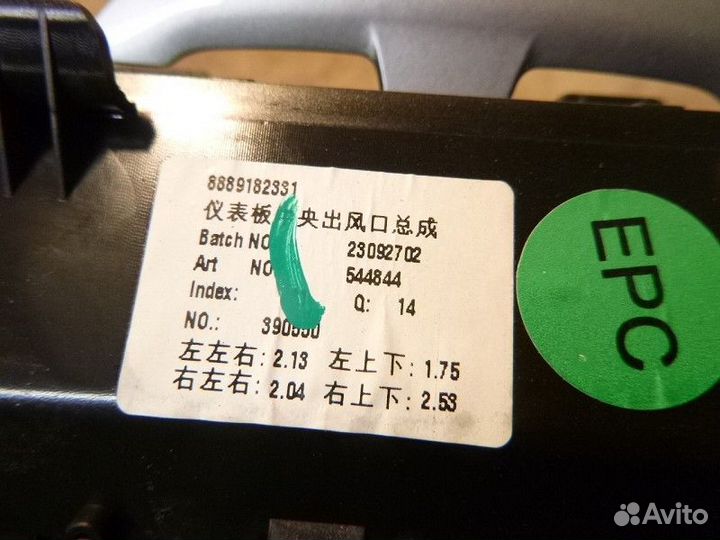 8889182331
仪表板 央出风口总成
Batch NO 23092702
Art NO 544844
Index: Q: 14
NO.:
左左右: 2.13 左上下: 1.75
右左右: 2.04 右上下: 2.53
EPC
Avito